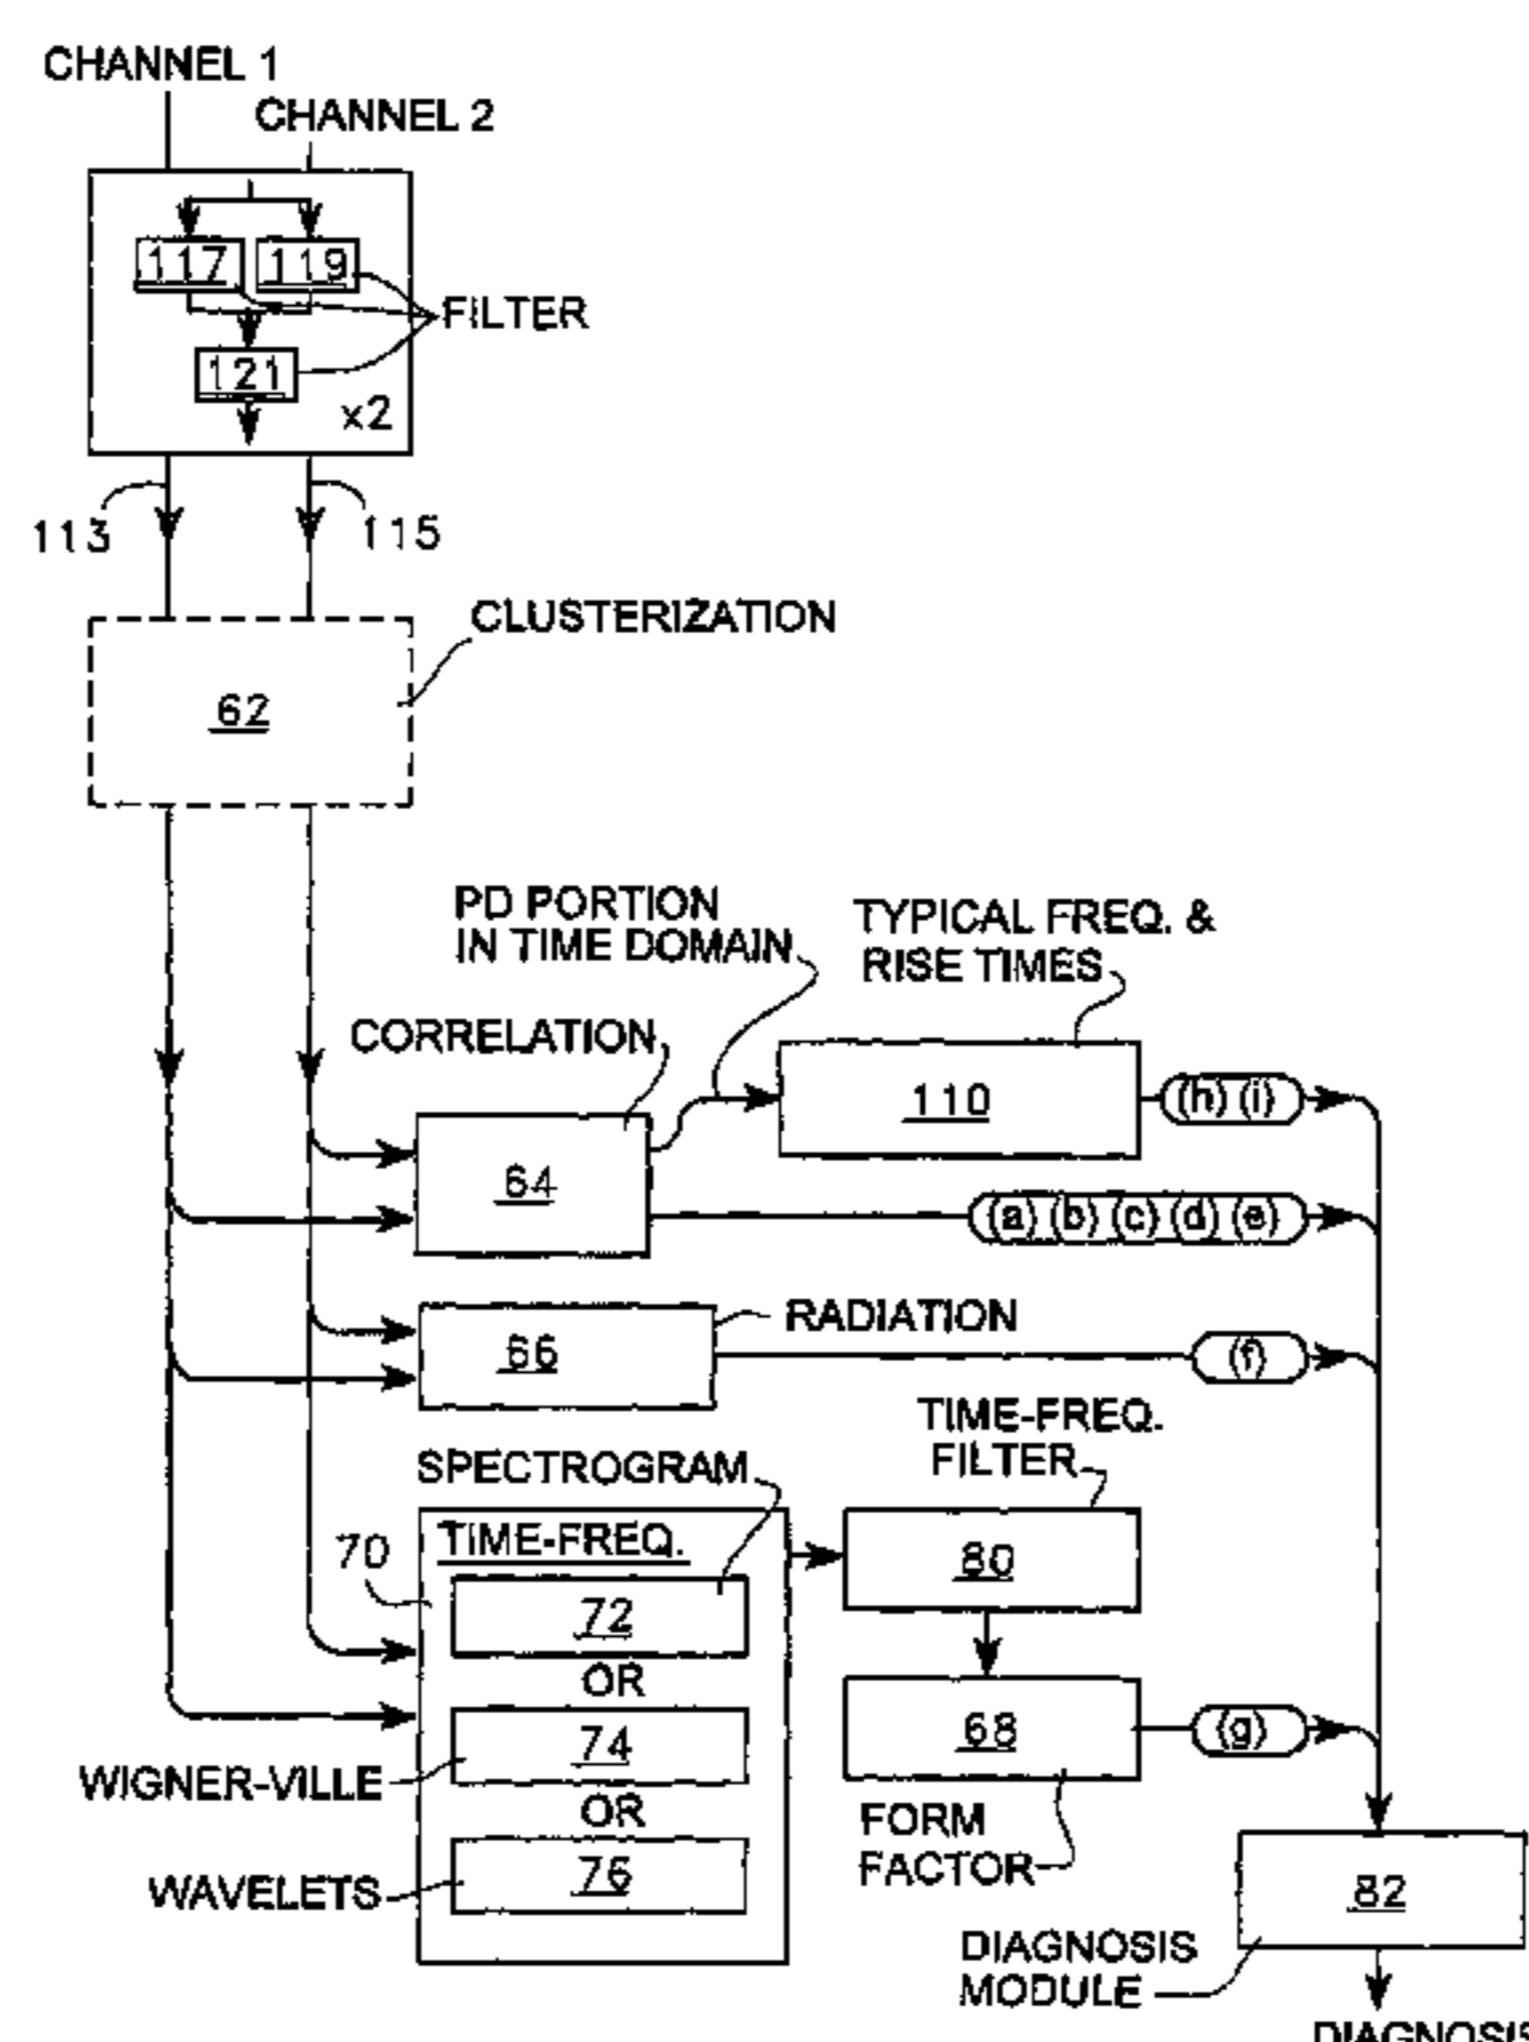 CHANNEL 1
CHANNEL 2
117 119
FILTER
121
x2
113 115
CLUSTERIZATION
62
PD PORTION
IN TIME DOMAIN
TYPICAL FREQ. &
RISE TIMES
CORRELATION
110
(h) (i)
64
(a) (b) (c) (d) (e)
RADIATION
66
(f)
TIME-FREQ.
FILTER
SPECTROGRAM
70
TIME-FREQ.
80
72
OR
74
68
(g)
WIGNER-VILLE
OR
FORM
FACTOR
76
WAVELETS
82
DIAGNOSIS
MODULE
DIAGNOSIS